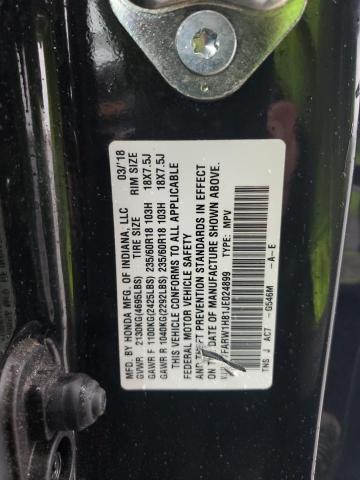 MFD. BY HONDA MFG. OF INDIANA, LLC 03/'18
GVWR 2130KG(4695LBS) TIRE SIZE RIM SIZE
GAWR F 1100KG(2425LBS) 235/60R18 103H 18X7.5J
GAWR R 1040KG(2292LBS) 235/60R18 103H 18X7.5J
THIS VEHICLE CONFORMS TO ALL APPLICABLE
FEDERAL MOTOR VEHICLE SAFETY
AND THEFT PREVENTION STANDARDS IN EFFECT
ON THE DATE OF MANUFACTURE SHOWN ABOVE.
FARW1H81JE024899 TYPE: MPV
TNS J ACT -G546M -A-E